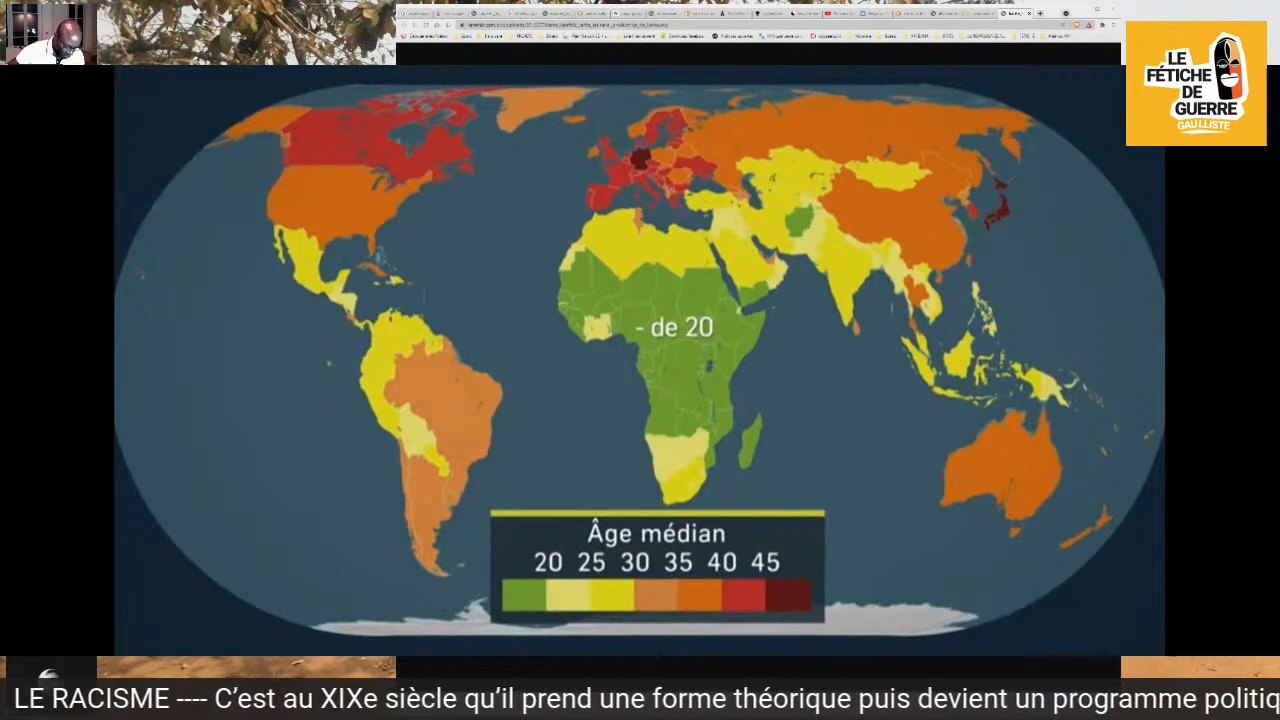 LE
FÉTICHE
DE
GUERRE
GAULLISTE
- de 20
Âge médian
20 25 30 35 40 45
LE RACISME ---- C’est au XIXe siècle qu’il prend une forme théorique puis devient un programme politiq